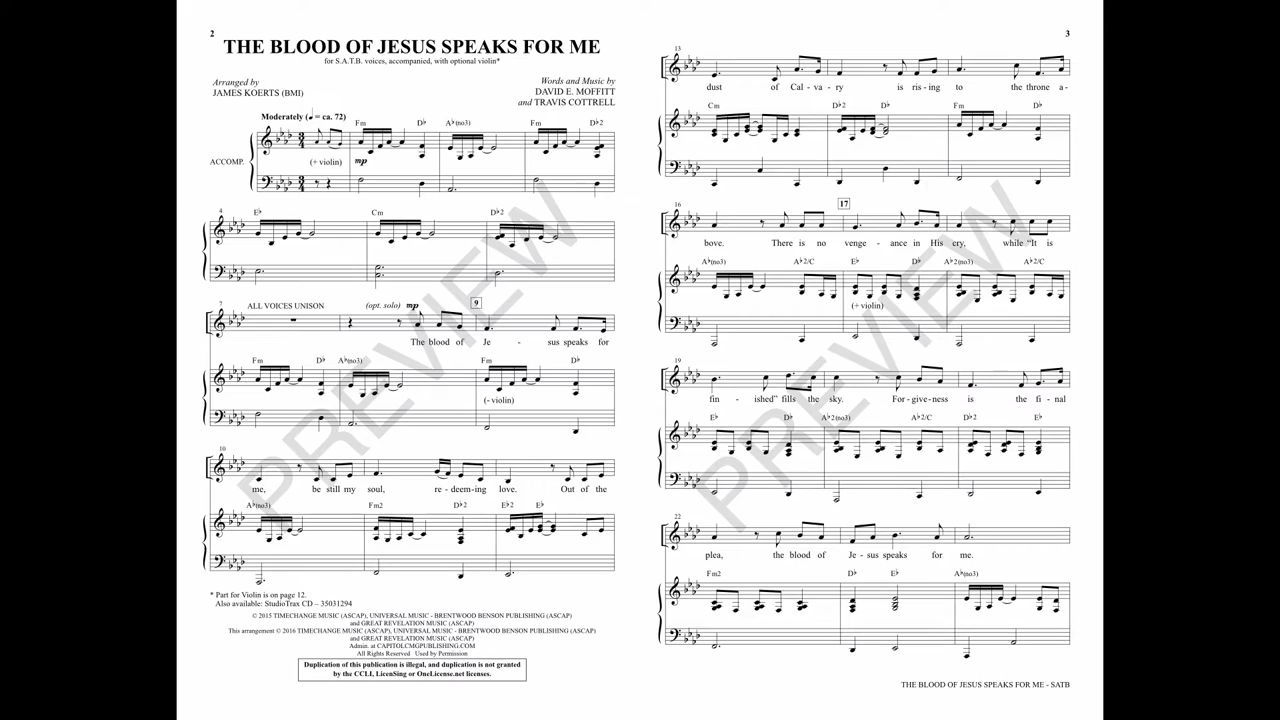 2
THE BLOOD OF JESUS SPEAKS FOR ME
for S.A.T.B. voices, accompanied, with optional violin*
Arranged by
JAMES KOERTS (BMI)
Words and Music by
DAVID E. MOFFITT
and TRAVIS COTTRELL
Moderately (♩ = ca. 72)
Fm D♭ A♭(no3) Fm D♭2
ACCOMP.
(+ violin) mp
4
E♭ Cm D♭2
7
ALL VOICES UNISON (opt. solo) mp 9
The blood of Je - sus speaks for
Fm D♭ A♭(no3) Fm D♭
(- violin)
10
me, be still my soul, re - deem-ing love. Out of the
A♭(no3) Fm2 D♭2 E♭2 E♭
* Part for Violin is on page 12.
Also available: StudioTrax CD – 35031294
© 2015 TIMECHANGE MUSIC (ASCAP), UNIVERSAL MUSIC - BRENTWOOD BENSON PUBLISHING (ASCAP)
and GREAT REVELATION MUSIC (ASCAP)
This arrangement © 2016 TIMECHANGE MUSIC (ASCAP), UNIVERSAL MUSIC - BRENTWOOD BENSON PUBLISHING (ASCAP)
and GREAT REVELATION MUSIC (ASCAP)
Admin. at CAPITOLCMGPUBLISHING.COM
All Rights Reserved Used by Permission
Duplication of this publication is illegal, and duplication is not granted
by the CCLI, LicenSing or OneLicense.net licenses.
PREVIEW
3
13
dust of Cal - va - ry is ris - ing to the throne a-
Cm D♭2 D♭ Fm D♭
16
17
bove. There is no venge - ance in His cry, while "It is
A♭(no3) A♭2/C E♭ D♭ A♭2(no3) A♭2/C
(+ violin)
19
fin - ished" fills the sky. For-give-ness is the fi - nal
E♭ D♭ A♭2(no3) A♭2/C D♭2 E♭
22
plea, the blood of Je - sus speaks for me.
Fm2 D♭ E♭ A♭(no3)
THE BLOOD OF JESUS SPEAKS FOR ME - SATB
PREVIEW